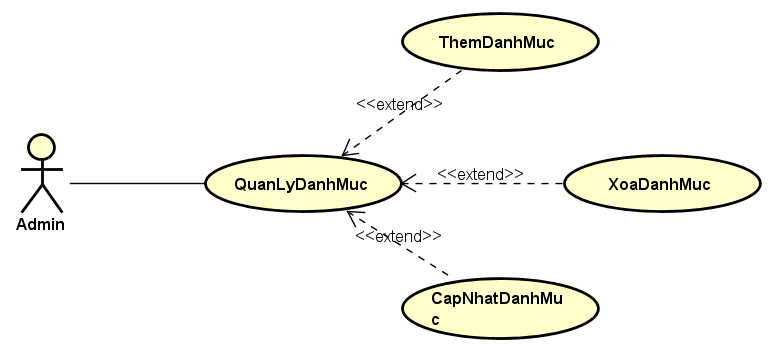 ThemDanhMuc
<<extend>>
<<extend>>
QuanLyDanhMuc
XoaDanhMuc
Admin
<<extend>>
CapNhatDanhMu
c